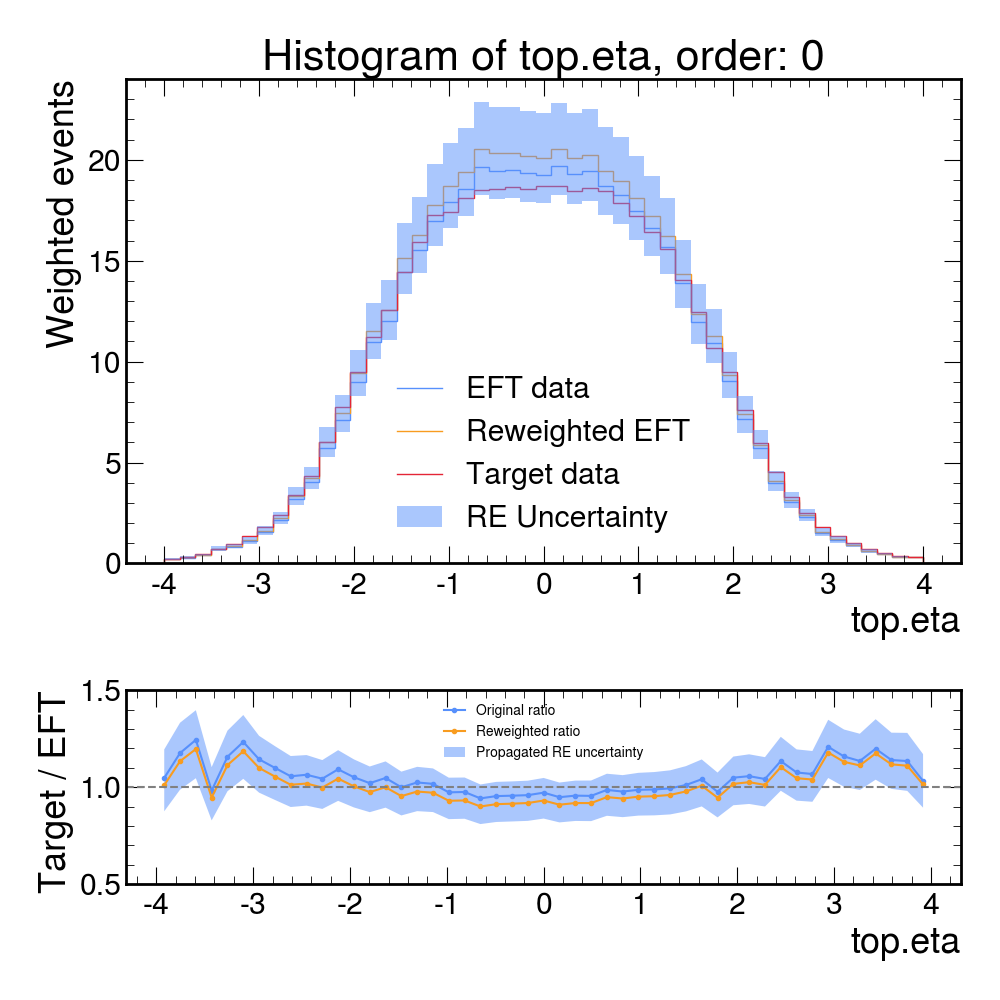 Histogram of top.eta, order: 0
Weighted events
20
15
10
5
0
EFT data
Reweighted EFT
Target data
RE Uncertainty
-4 -3 -2 -1 0 1 2 3 4
top.eta
Target / EFT
1.5
1.0
0.5
Original ratio
Reweighted ratio
Propagated RE uncertainty
-4 -3 -2 -1 0 1 2 3 4
top.eta